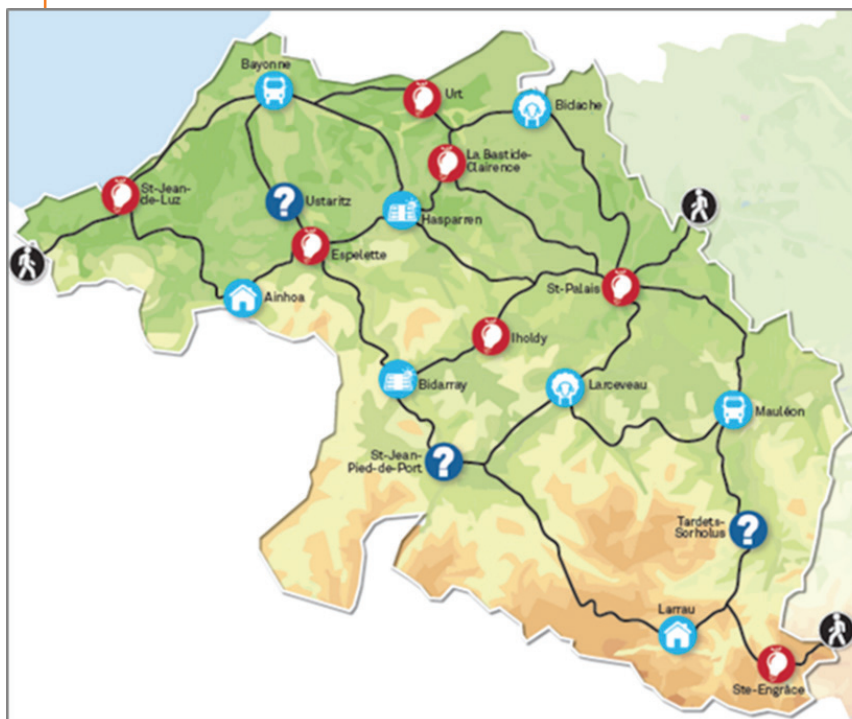 Bayonne
Urt
Bidache
La Bastide-
Clairence
St-Jean-
de-Luz
?
Ustaritz
Hasparren
Espelette
St-Palais
Ainhoa
Iholdy
Bidarray
Larceveau
Mauléon
St-Jean-
Pied-de-Port
?
Tardets-
Sorholus
?
Larrau
Ste-Engrâce